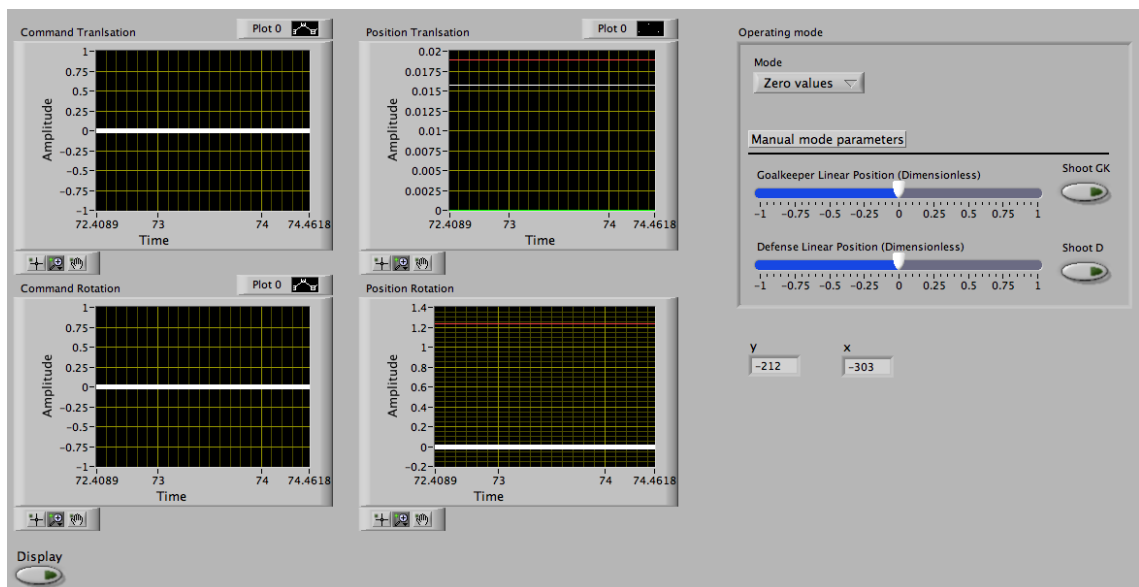 Command Tranlsation
Plot 0
Amplitude
1
0.75
0.5
0.25
0
-0.25
-0.5
-0.75
-1
72.4089 73 74 74.4618
Time
Position Tranlsation
Plot 0
Amplitude
0.02
0.0175
0.015
0.0125
0.01
0.0075
0.005
0.0025
0
72.4089 73 74 74.4618
Time
Command Rotation
Plot 0
Amplitude
1
0.75
0.5
0.25
0
-0.25
-0.5
-0.75
-1
72.4089 73 74 74.4618
Time
Position Rotation
Amplitude
1.4
1.2
1
0.8
0.6
0.4
0.2
0
-0.2
72.4089 73 74 74.4618
Time
Display
Operating mode
Mode
Zero values
Manual mode parameters
Goalkeeper Linear Position (Dimensionless)
Shoot GK
-1 -0.75 -0.5 -0.25 0 0.25 0.5 0.75 1
Defense Linear Position (Dimensionless)
Shoot D
-1 -0.75 -0.5 -0.25 0 0.25 0.5 0.75 1
y x
-212 -303